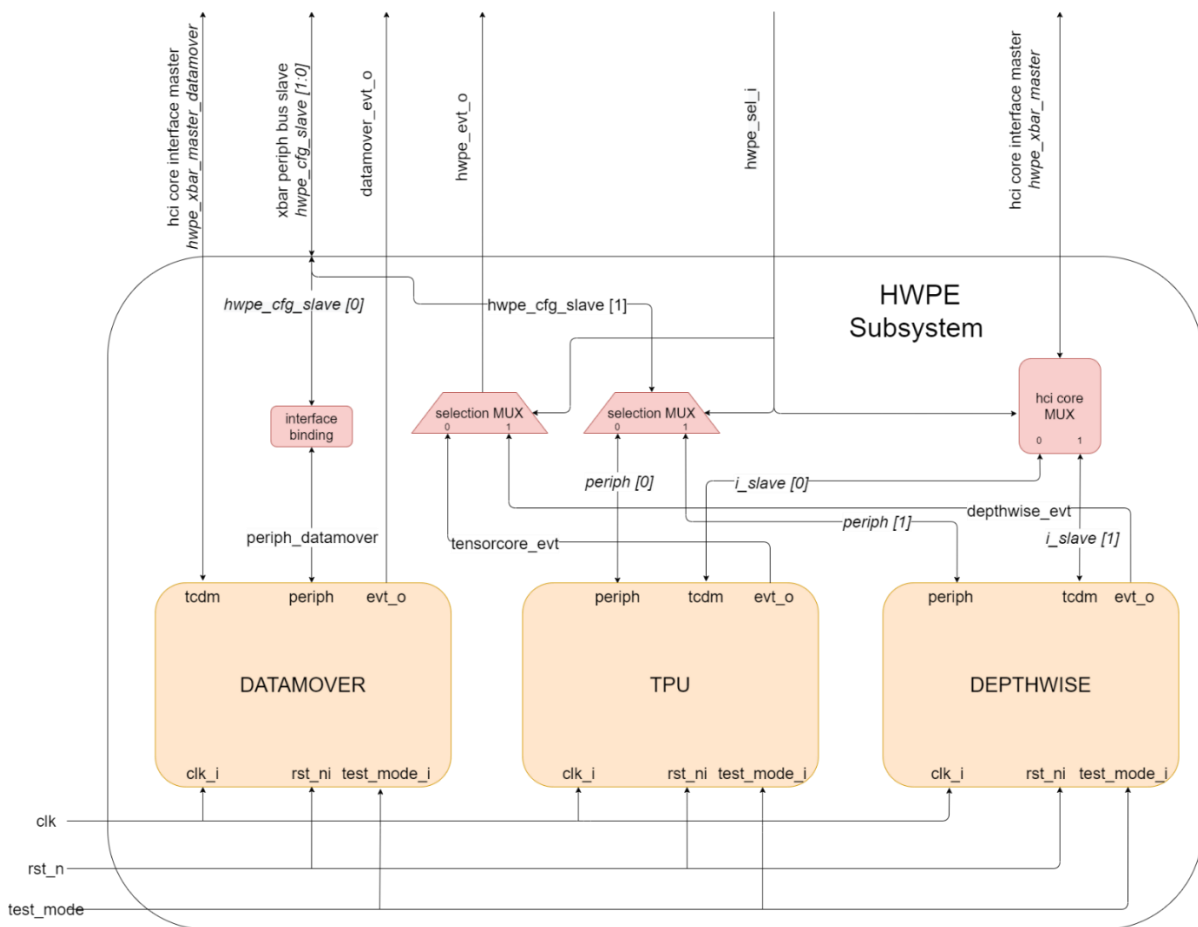 hci core interface master
hwpe_xbar_master_datamover
xbar periph bus slave
hwpe_cfg_slave [1:0]
datamover_evt_o
hwpe_evt_o
hwpe_sel_i
hci core interface master
hwpe_xbar_master
HWPE
Subsystem
hwpe_cfg_slave [0]
hwpe_cfg_slave [1]
interface
binding
selection MUX
0 1
selection MUX
0 1
hci core
MUX
0 1
periph [0]
i_slave [0]
periph [1]
depthwise_evt
i_slave [1]
periph_datamover
tensorcore_evt
tcdm periph evt_o
DATAMOVER
clk_i rst_ni test_mode_i
periph tcdm evt_o
TPU
clk_i rst_ni test_mode_i
periph tcdm evt_o
DEPTHWISE
clk_i rst_ni test_mode_i
clk
rst_n
test_mode